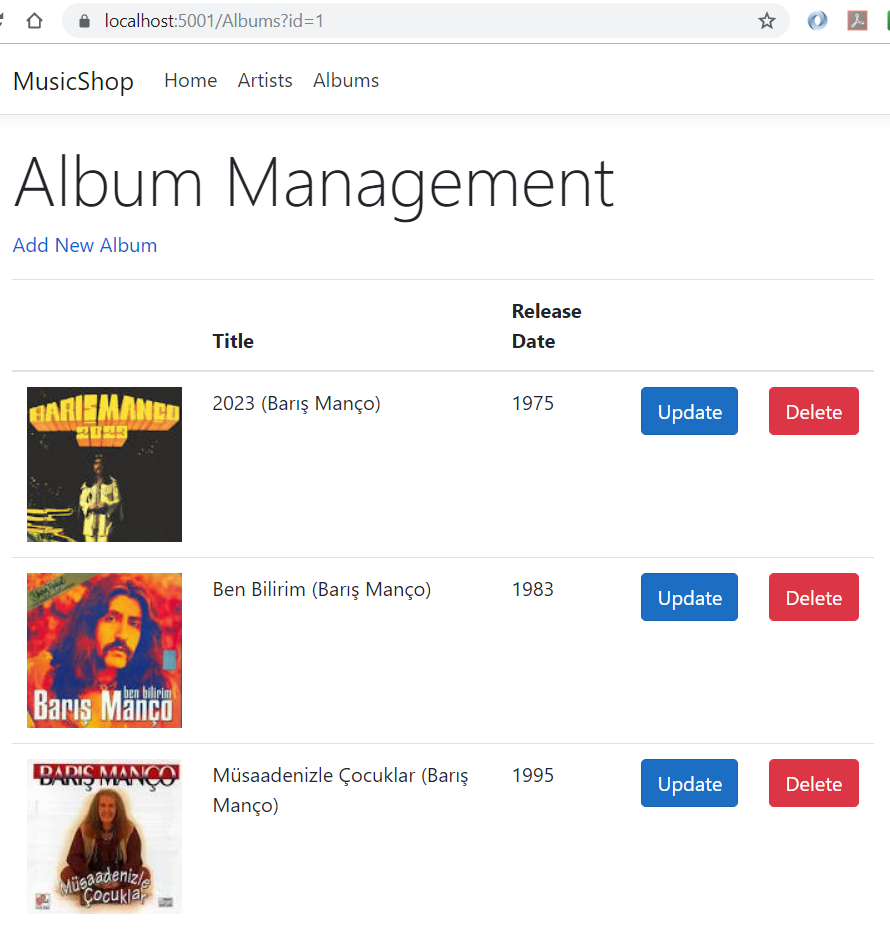 localhost:5001/Albums?id=1
MusicShop Home Artists Albums
Album Management
Add New Album
Title
Release
Date
BARIŞ MANÇO
2023
2023 (Barış Manço)
1975
Update
Delete
ben bilirim
Barış Manço
Ben Bilirim (Barış Manço)
1983
Update
Delete
BARIŞ MANÇO
Müsaadenizle
Çocuklar
Müsaadenizle Çocuklar (Barış
Manço)
1995
Update
Delete